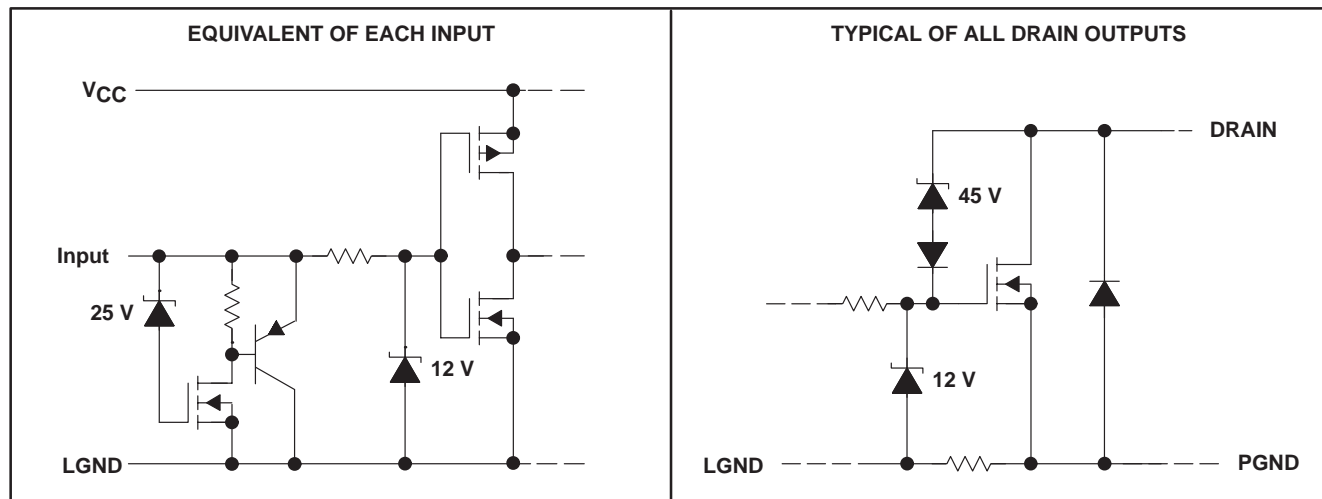 EQUIVALENT OF EACH INPUT
VCC
Input
25 V
12 V
LGND
TYPICAL OF ALL DRAIN OUTPUTS
DRAIN
45 V
12 V
LGND
PGND